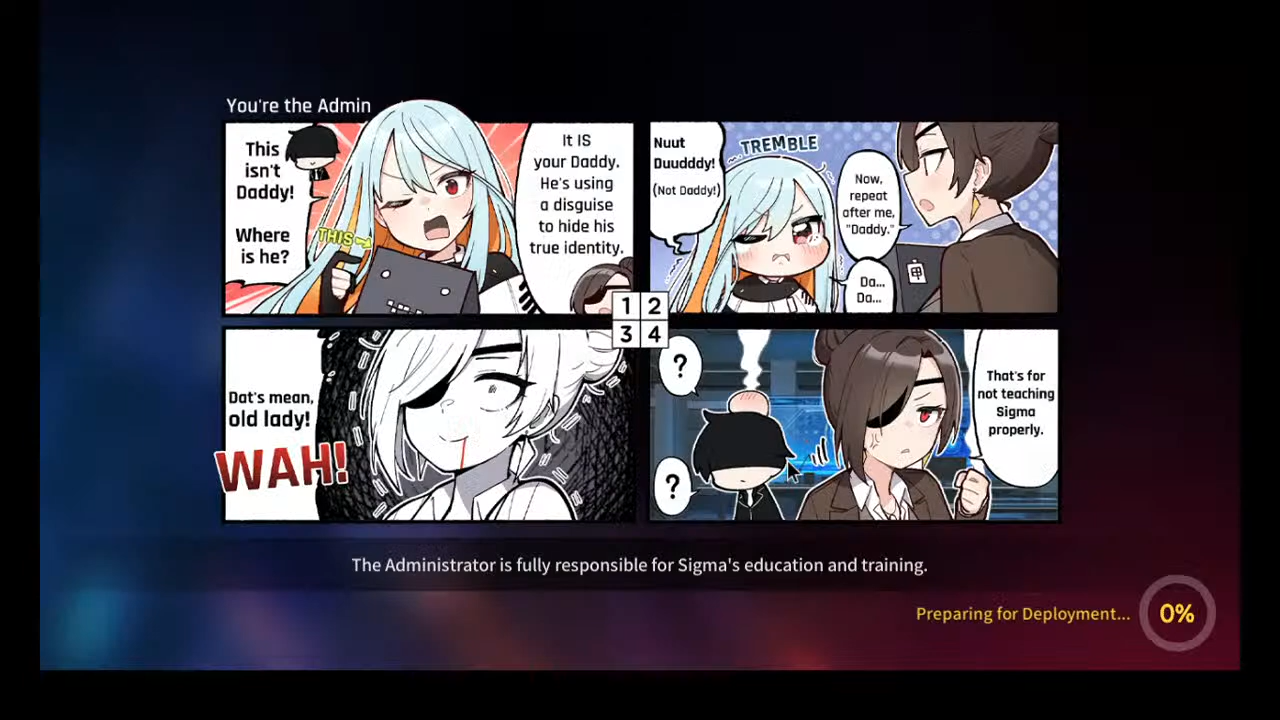 You're the Admin
This
isn't
Daddy!
Where
is he?
THIS
It IS
your Daddy.
He's using
a disguise
to hide his
true identity.
Nuut
Duudddy!
(Not Daddy!)
TREMBLE
Now,
repeat
after me,
"Daddy."
Da...
Da...
甲
1 2
3 4
Dat's mean,
old lady!
WAH!
?
?
That's for
not teaching
Sigma
properly.
The Administrator is fully responsible for Sigma's education and training.
Preparing for Deployment...
0%